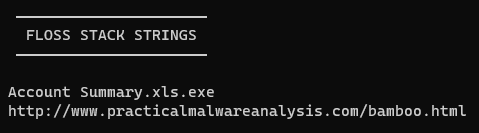 FLOSS STACK STRINGS
Account Summary.xls.exe
http://www.practicalmalwareanalysis.com/bamboo.html